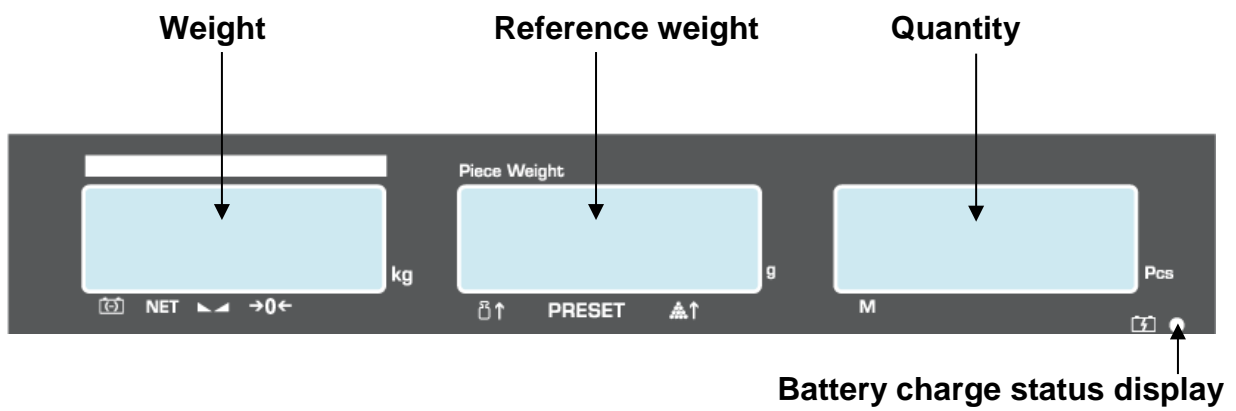 Weight Reference weight Quantity
Piece Weight
kg g Pcs
NET →0← PRESET M
Battery charge status display